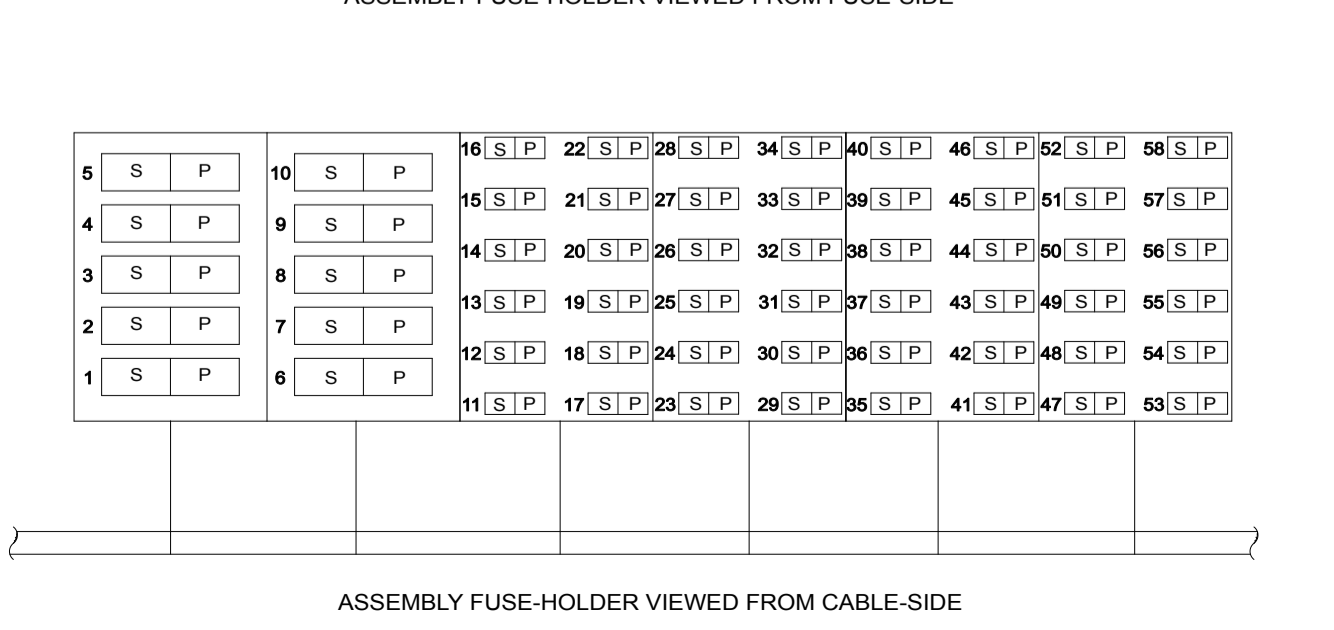 ASSEMBLY FUSE-HOLDER VIEWED FROM FUSE-SIDE
16 S P 22 S P 28 S P 34 S P 40 S P 46 S P 52 S P 58 S P
5 S P 10 S P
15 S P 21 S P 27 S P 33 S P 39 S P 45 S P 51 S P 57 S P
4 S P 9 S P
14 S P 20 S P 26 S P 32 S P 38 S P 44 S P 50 S P 56 S P
3 S P 8 S P
13 S P 19 S P 25 S P 31 S P 37 S P 43 S P 49 S P 55 S P
2 S P 7 S P
12 S P 18 S P 24 S P 30 S P 36 S P 42 S P 48 S P 54 S P
1 S P 6 S P
11 S P 17 S P 23 S P 29 S P 35 S P 41 S P 47 S P 53 S P
ASSEMBLY FUSE-HOLDER VIEWED FROM CABLE-SIDE